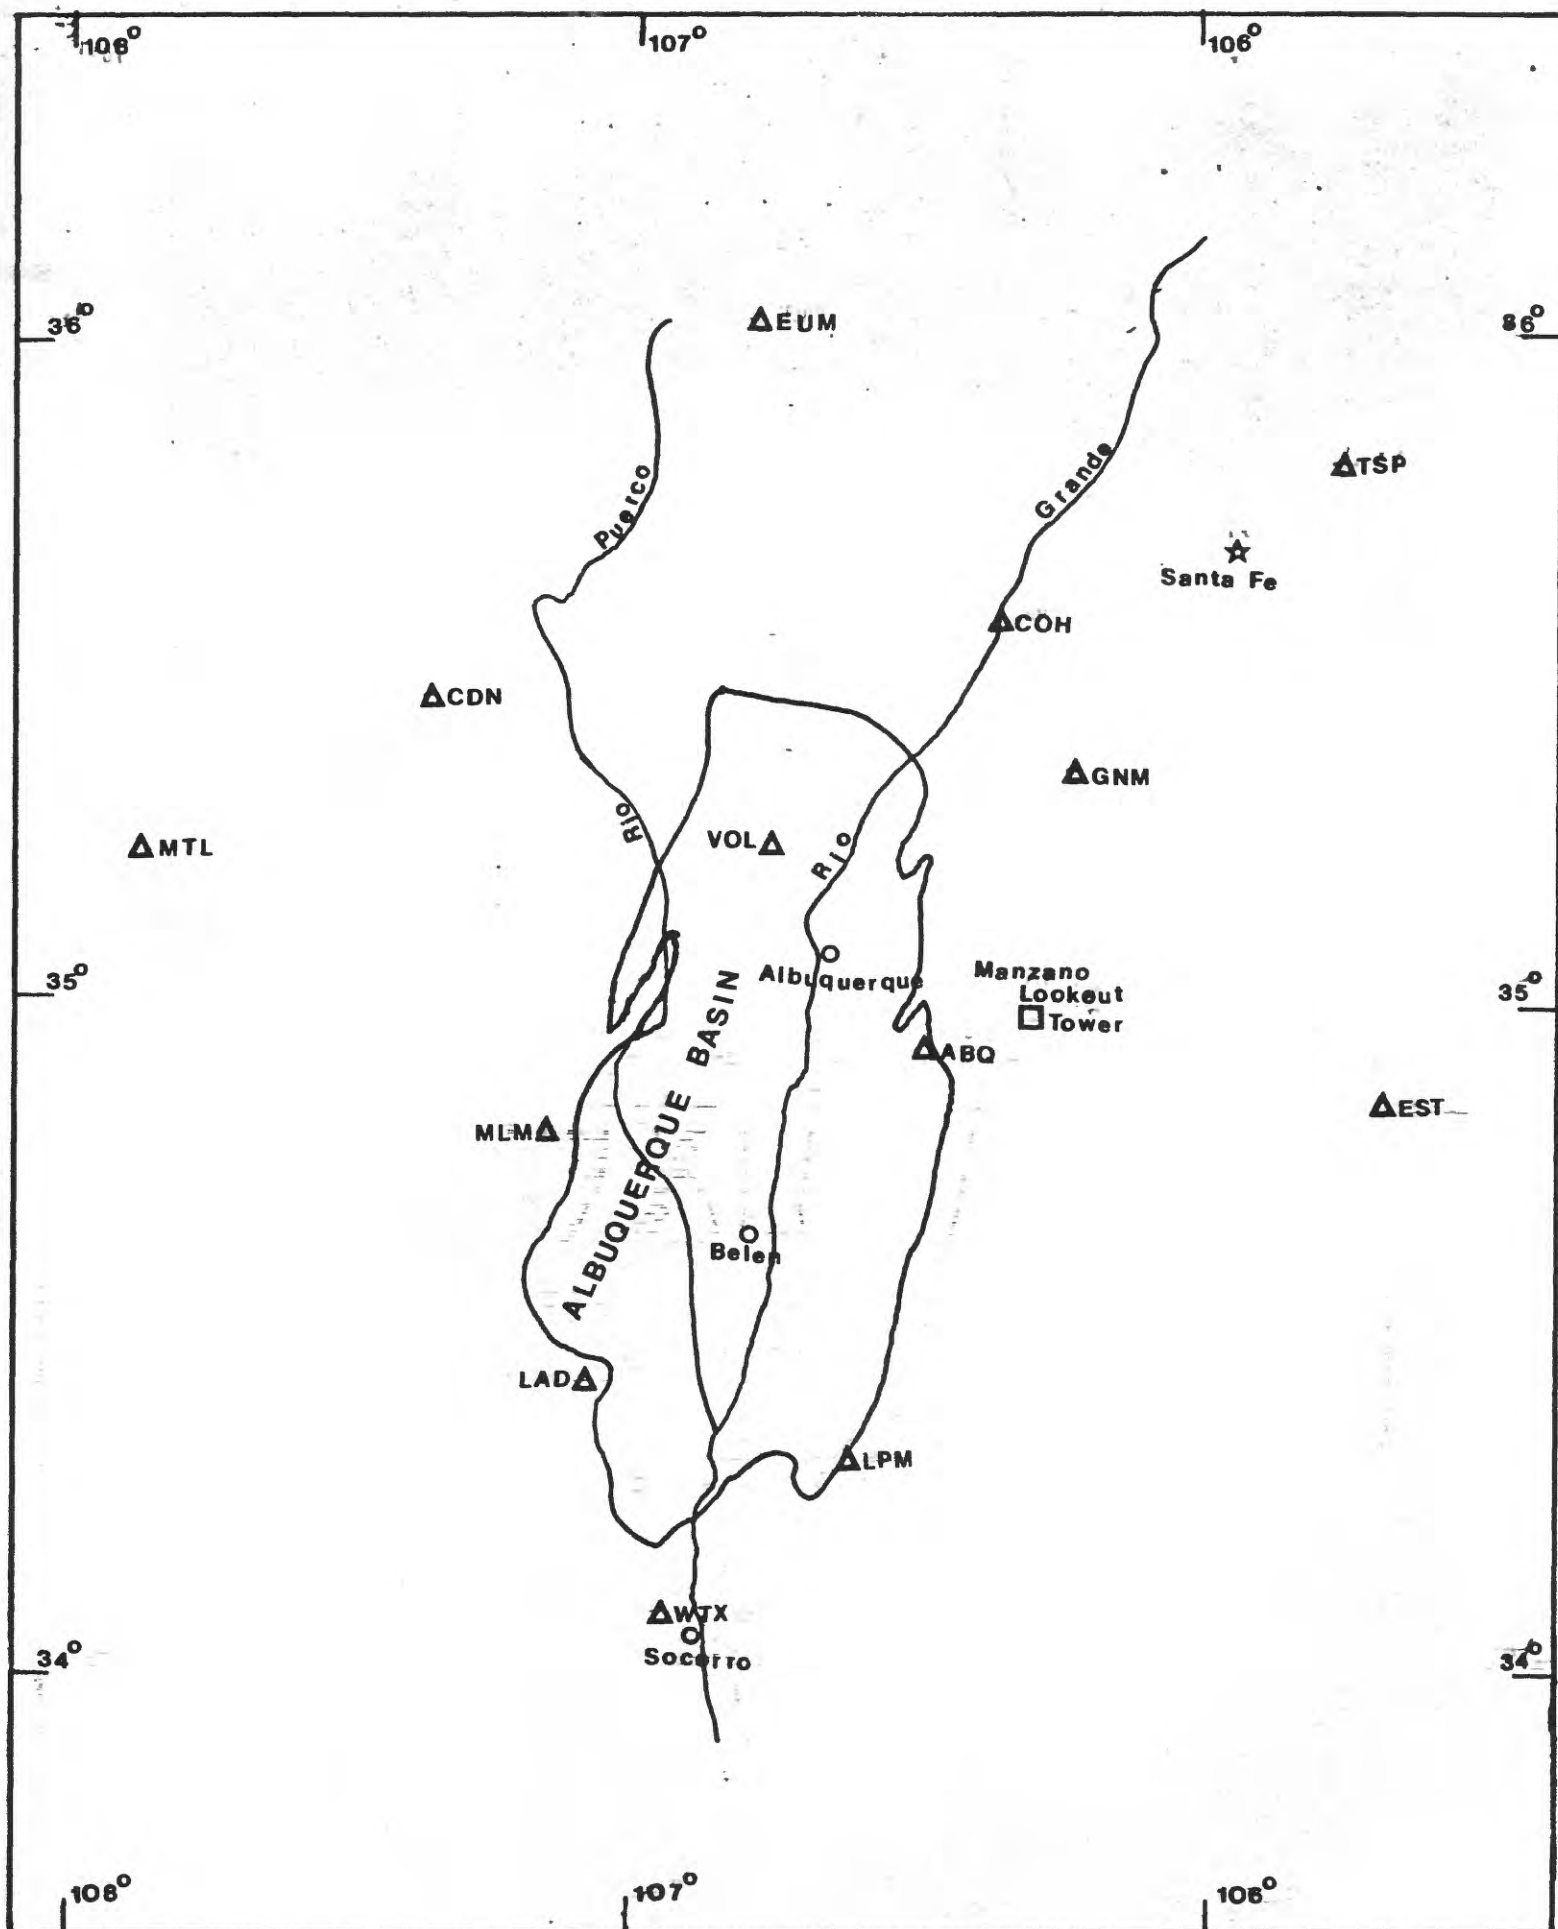 108°
107°
106°
EUM
36°
36°
Grande
TSP
Puerco
Santa Fe
COH
CDN
GNM
Rio
VOL
Rio
MTL
Manzano
Albuquerque
35°
35°
Lookout
Tower
ABQ
ALBUQUERQUE BASIN
EST
MLM
Belen
LAD
LPM
WTX
Socorro
34°
34°
108°
107°
106°